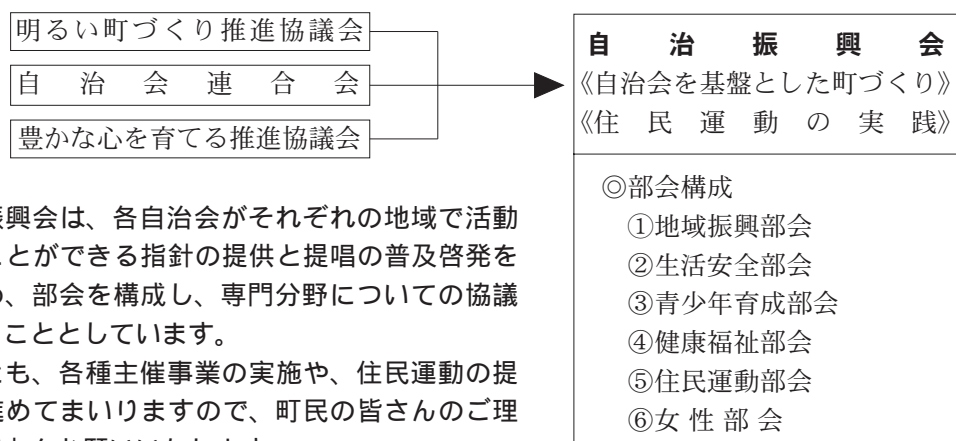 明るい町づくり推進協議会
自治会連合会
豊かな心を育てる推進協議会
自治振興会
《自治会を基盤とした町づくり》
《住民運動の実践》
◎部会構成
①地域振興部会
②生活安全部会
③青少年育成部会
④健康福祉部会
⑤住民運動部会
⑥女性部会
興会は、各自治会がそれぞれの地域で活動
とができる指針の提供と提唱の普及啓発を
、部会を構成し、専門分野についての協議
こととしています。
も、各種主催事業の実施や、住民運動の提
めてまいりますので、町民の皆さんのご理